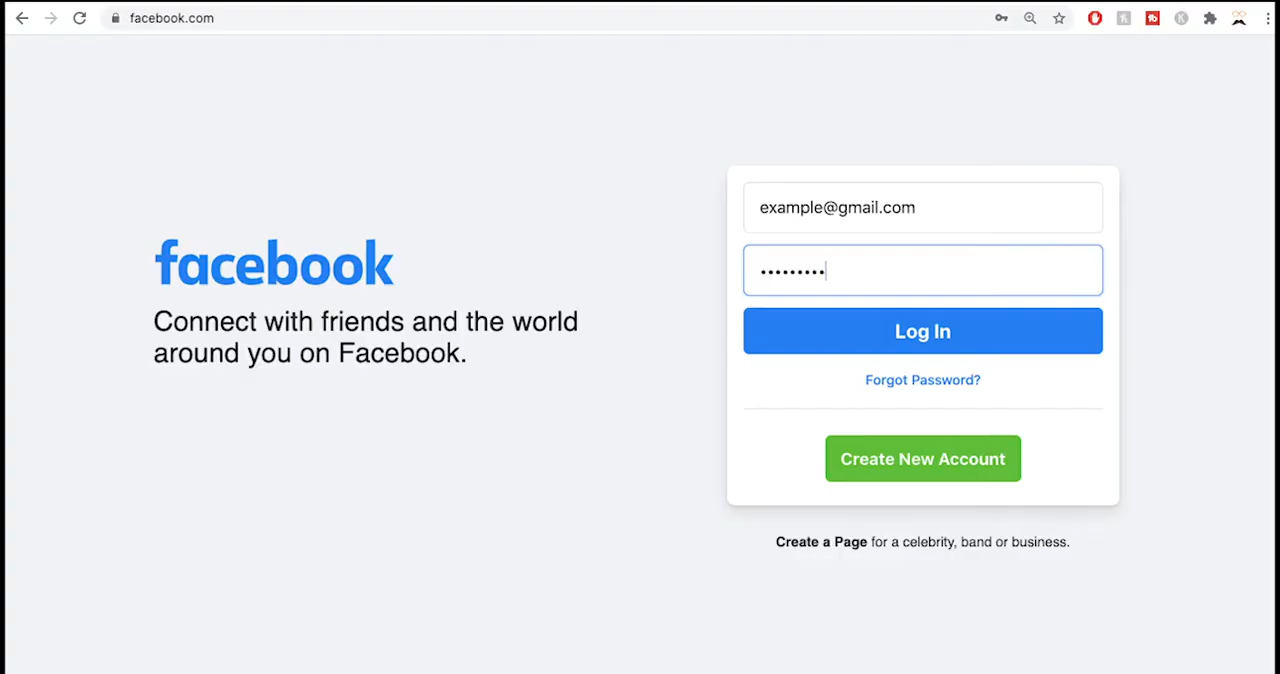 facebook.com
example@gmail.com
•••••••••
facebook
Connect with friends and the world
around you on Facebook.
Log In
Forgot Password?
Create New Account
Create a Page for a celebrity, band or business.